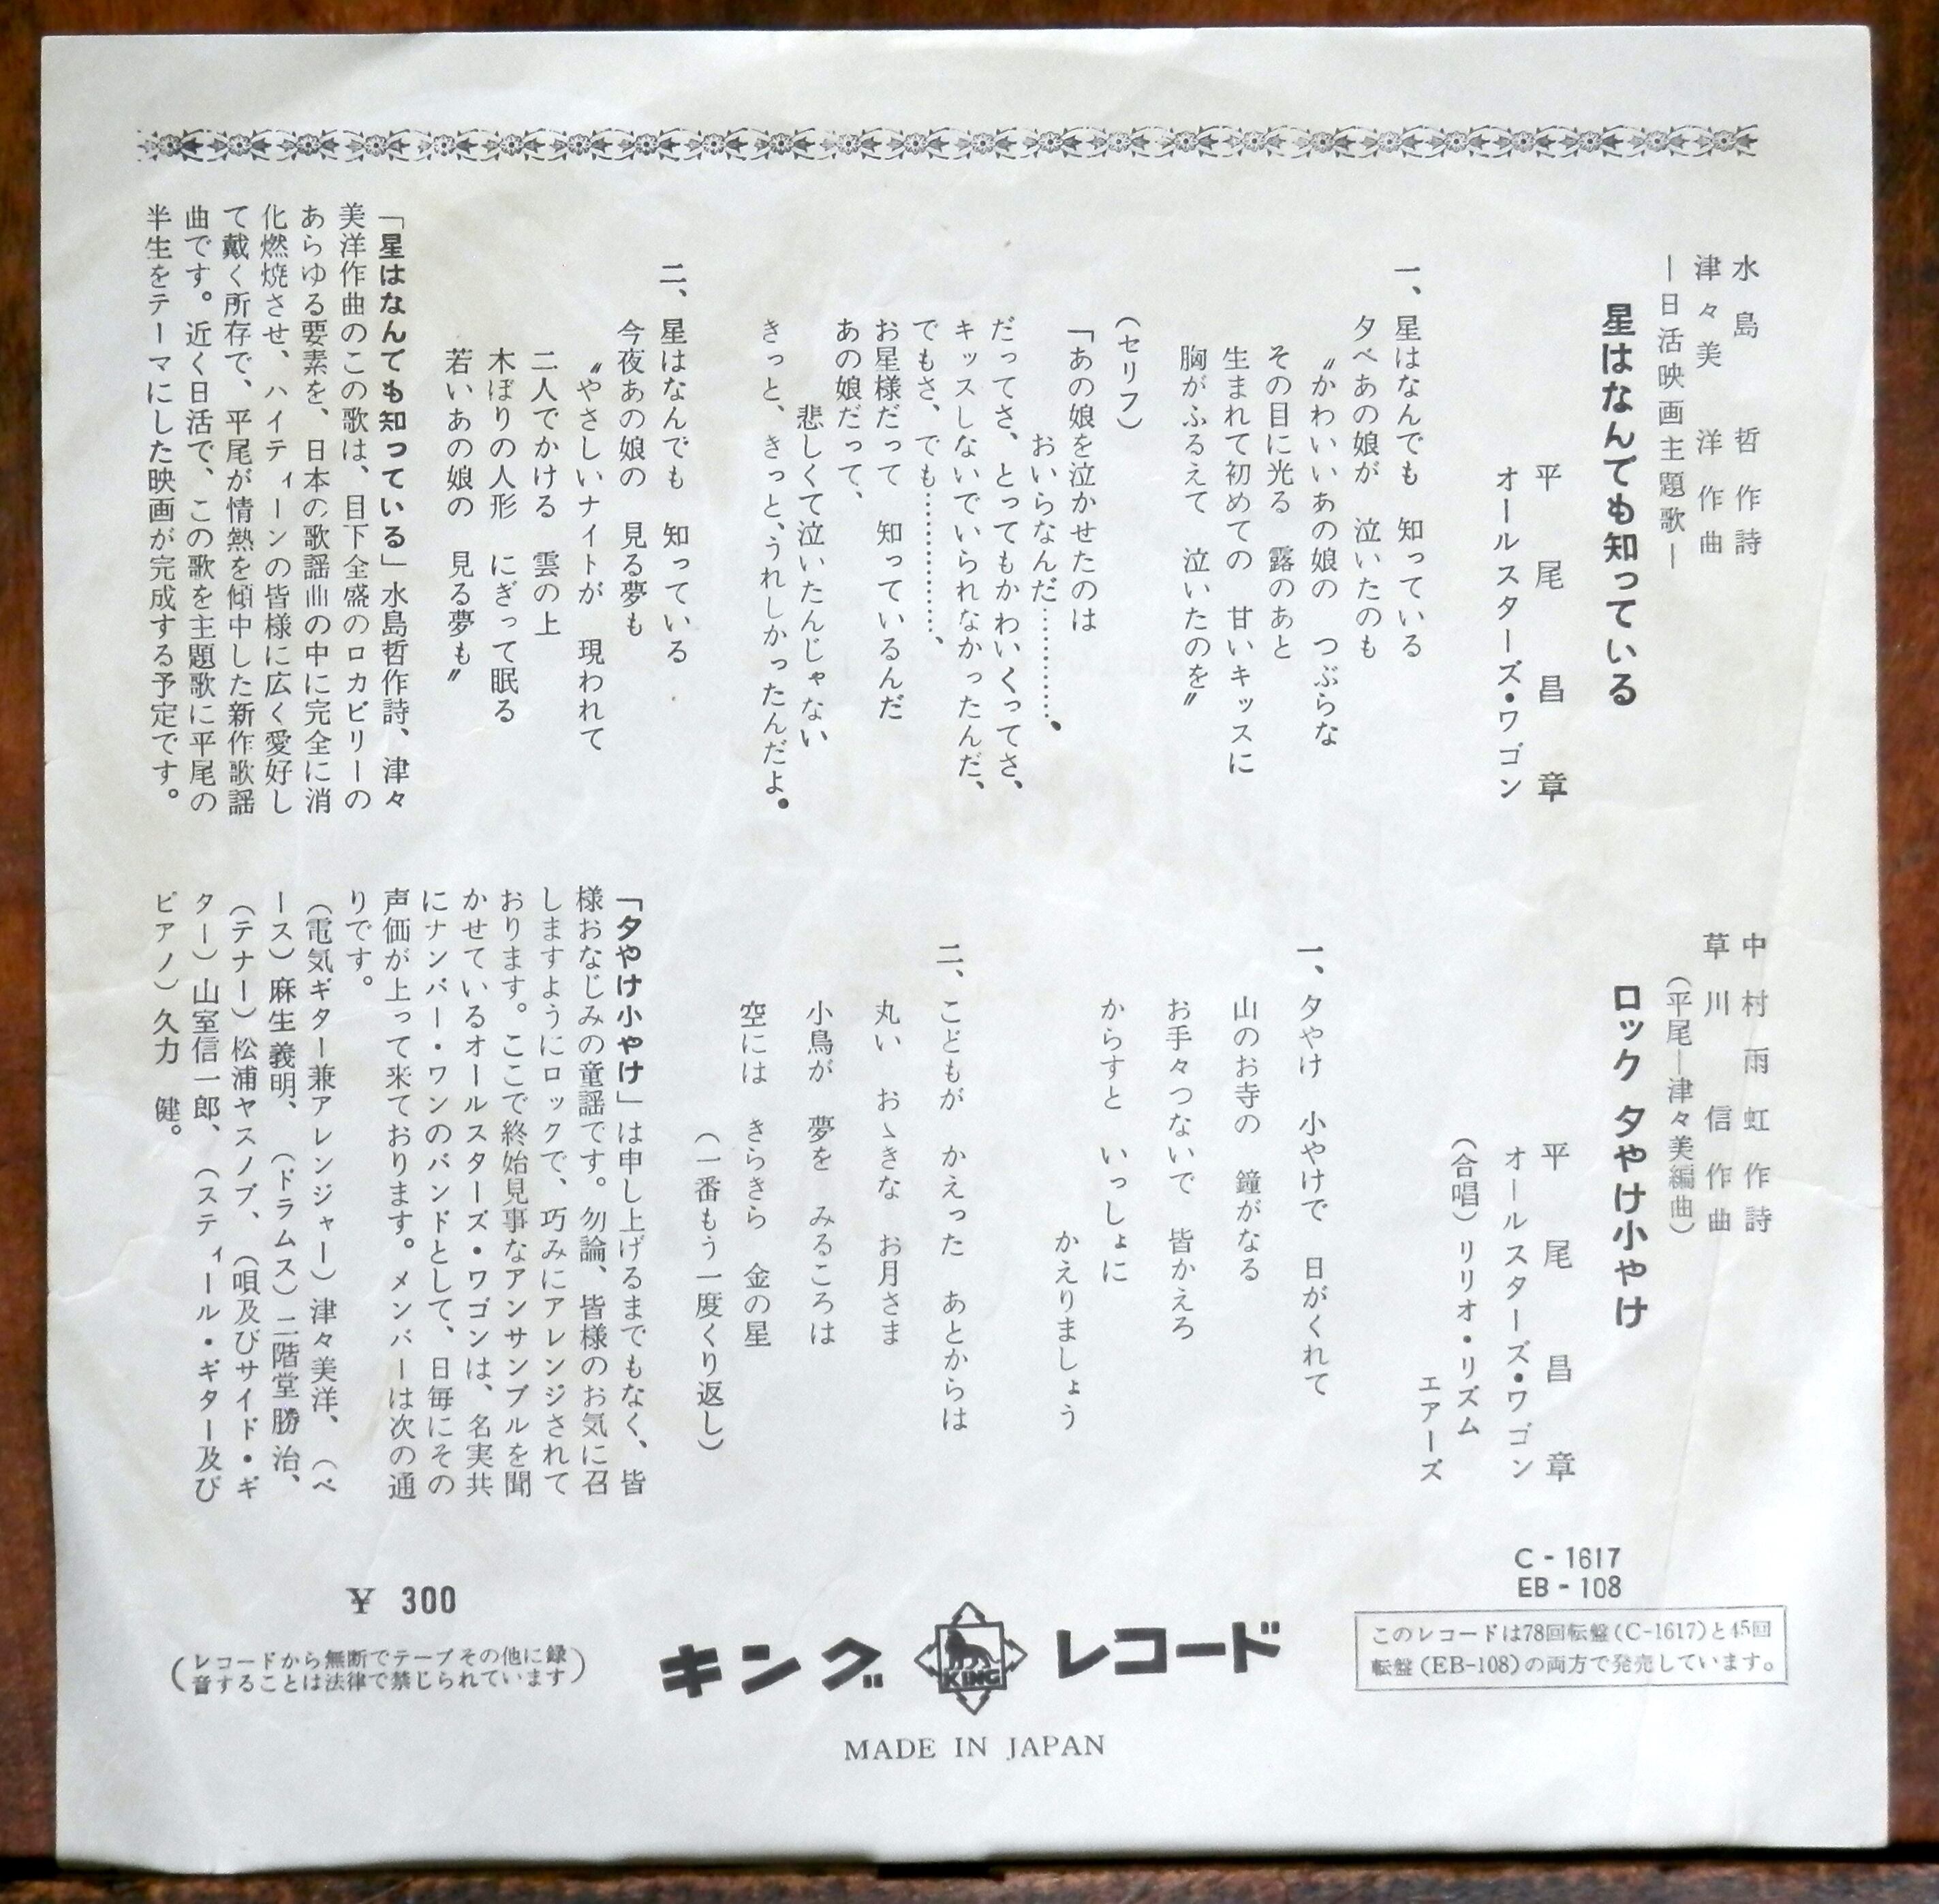 水島哲作詩
津々美洋作曲
―日活映画主題歌―
星はなんでも知っている
平尾昌章
オールスターズ・ワゴン
一、星はなんでも 知っている
夕べあの娘が 泣いたのも
〝かわいいあの娘の つぶらな
その目に光る 露のあと
生まれて初めての 甘いキッスに
胸がふるえて 泣いたのを〟
(セリフ)
「あの娘を泣かせたのは
おいらなんだ…………。
だってさ、とってもかわいくってさ、
キッスしないでいられなかったんだ、
でもさ、でも…………、
お星様だって 知っているんだ
あの娘だって、
悲しくて泣いたんじゃない
きっと、きっと、うれしかったんだよ。
二、星はなんでも 知っている
今夜あの娘の 見る夢も
〝やさしいナイトが 現われて
二人でかける 雲の上
木ぼりの人形 にぎって眠る
若いあの娘の 見る夢も〟
「星はなんでも知っている」水島哲作詩、津々
美洋作曲のこの歌は、目下全盛のロカビリーの
あらゆる要素を、日本の歌謡曲の中に完全に消
化燃焼させ、ハイティーンの皆様に広く愛好し
て戴く所存で、平尾が情熱を傾中した新作歌謡
曲です。近く日活で、この歌を主題歌に平尾の
半生をテーマにした映画が完成する予定です。
中村雨虹作詩
草川信作曲
(平尾―津々美編曲)
ロック 夕やけ小やけ
平尾昌章
オールスターズ・ワゴン
(合唱) リリオ・リズム
エアーズ
一、夕やけ 小やけで 日がくれて
山のお寺の 鐘がなる
お手々つないで 皆かえろ
からすと いっしょに
かえりましょう
二、こどもが かえった あとからは
丸い おゝきな お月さま
小鳥が 夢を みるころは
空には きらきら 金の星
(一番もう一度くり返し)
「夕やけ小やけ」は申し上げるまでもなく、皆
様おなじみの童謡です。勿論、皆様のお気に召
しますようにロックで、巧みにアレンジされて
おります。ここで終始見事なアンサンブルを聞
かせているオールスターズ・ワゴンは、名実共
にナンバー・ワンのバンドとして、日毎にその
声価が上って来ております。メンバーは次の通
りです。
(電気ギター兼アレンジャー)津々美洋、(ベ
ース)麻生義明、(ドラムス)二階堂勝治、
(テナー)松浦ヤスノブ、(唄及びサイド・ギ
ター)山室信一郎、(スティール・ギター及び
ピアノ)久力 健。
C-1617
EB-108
このレコードは78回転盤(C-1617)と45回
転盤(EB-108)の両方で発売しています。
¥ 300
(レコードから無断でテープその他に録
音することは法律で禁じられています)
キング KING レコード
MADE IN JAPAN